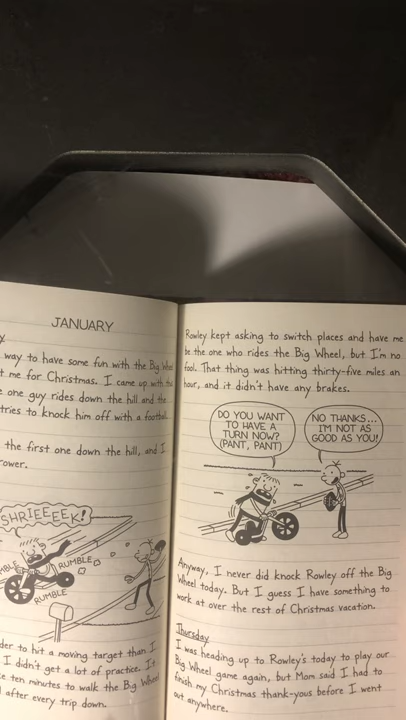 JANUARY
way to have some fun with the Big Wheel
me for Christmas. I came up with this
one guy rides down the hill and the
tries to knock him off with a football.
the first one down the hill, and I
SHRIEEEEK!
RUMBLE
RUMBLE
to hit a moving target than I
I didn't get a lot of practice. It
ten minutes to walk the Big Wheel
after every trip down.
Rowley kept asking to switch places and have me
be the one who rides the Big Wheel, but I'm no
fool. That thing was hitting thirty-five miles an
hour, and it didn't have any brakes.
DO YOU WANT
TO HAVE A
TURN NOW?
(PANT, PANT)
NO THANKS...
I'M NOT AS
GOOD AS YOU!
Anyway, I never did knock Rowley off the Big
Wheel today. But I guess I have something to
work at over the rest of Christmas vacation.
Thursday
I was heading up to Rowley's today to play our
Big Wheel game again, but Mom said I had to
finish my Christmas thank-yous before I went
out anywhere.